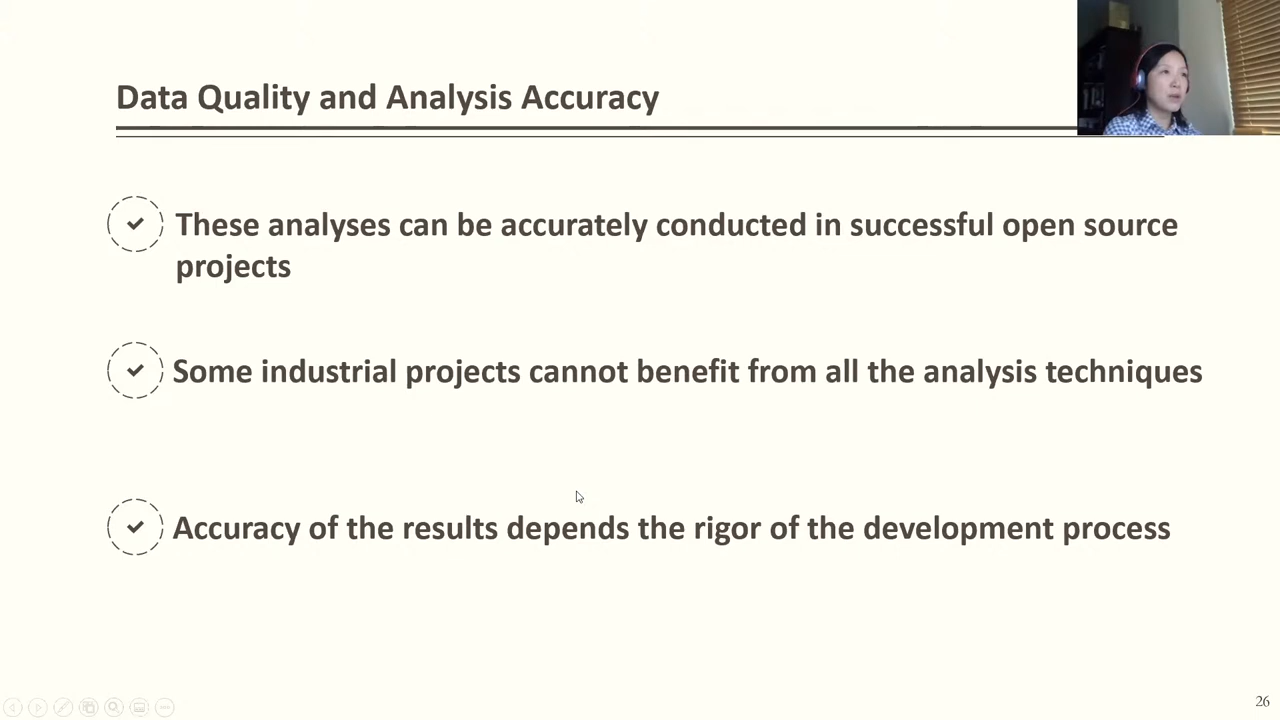 Data Quality and Analysis Accuracy
These analyses can be accurately conducted in successful open source
projects
Some industrial projects cannot benefit from all the analysis techniques
Accuracy of the results depends the rigor of the development process
26